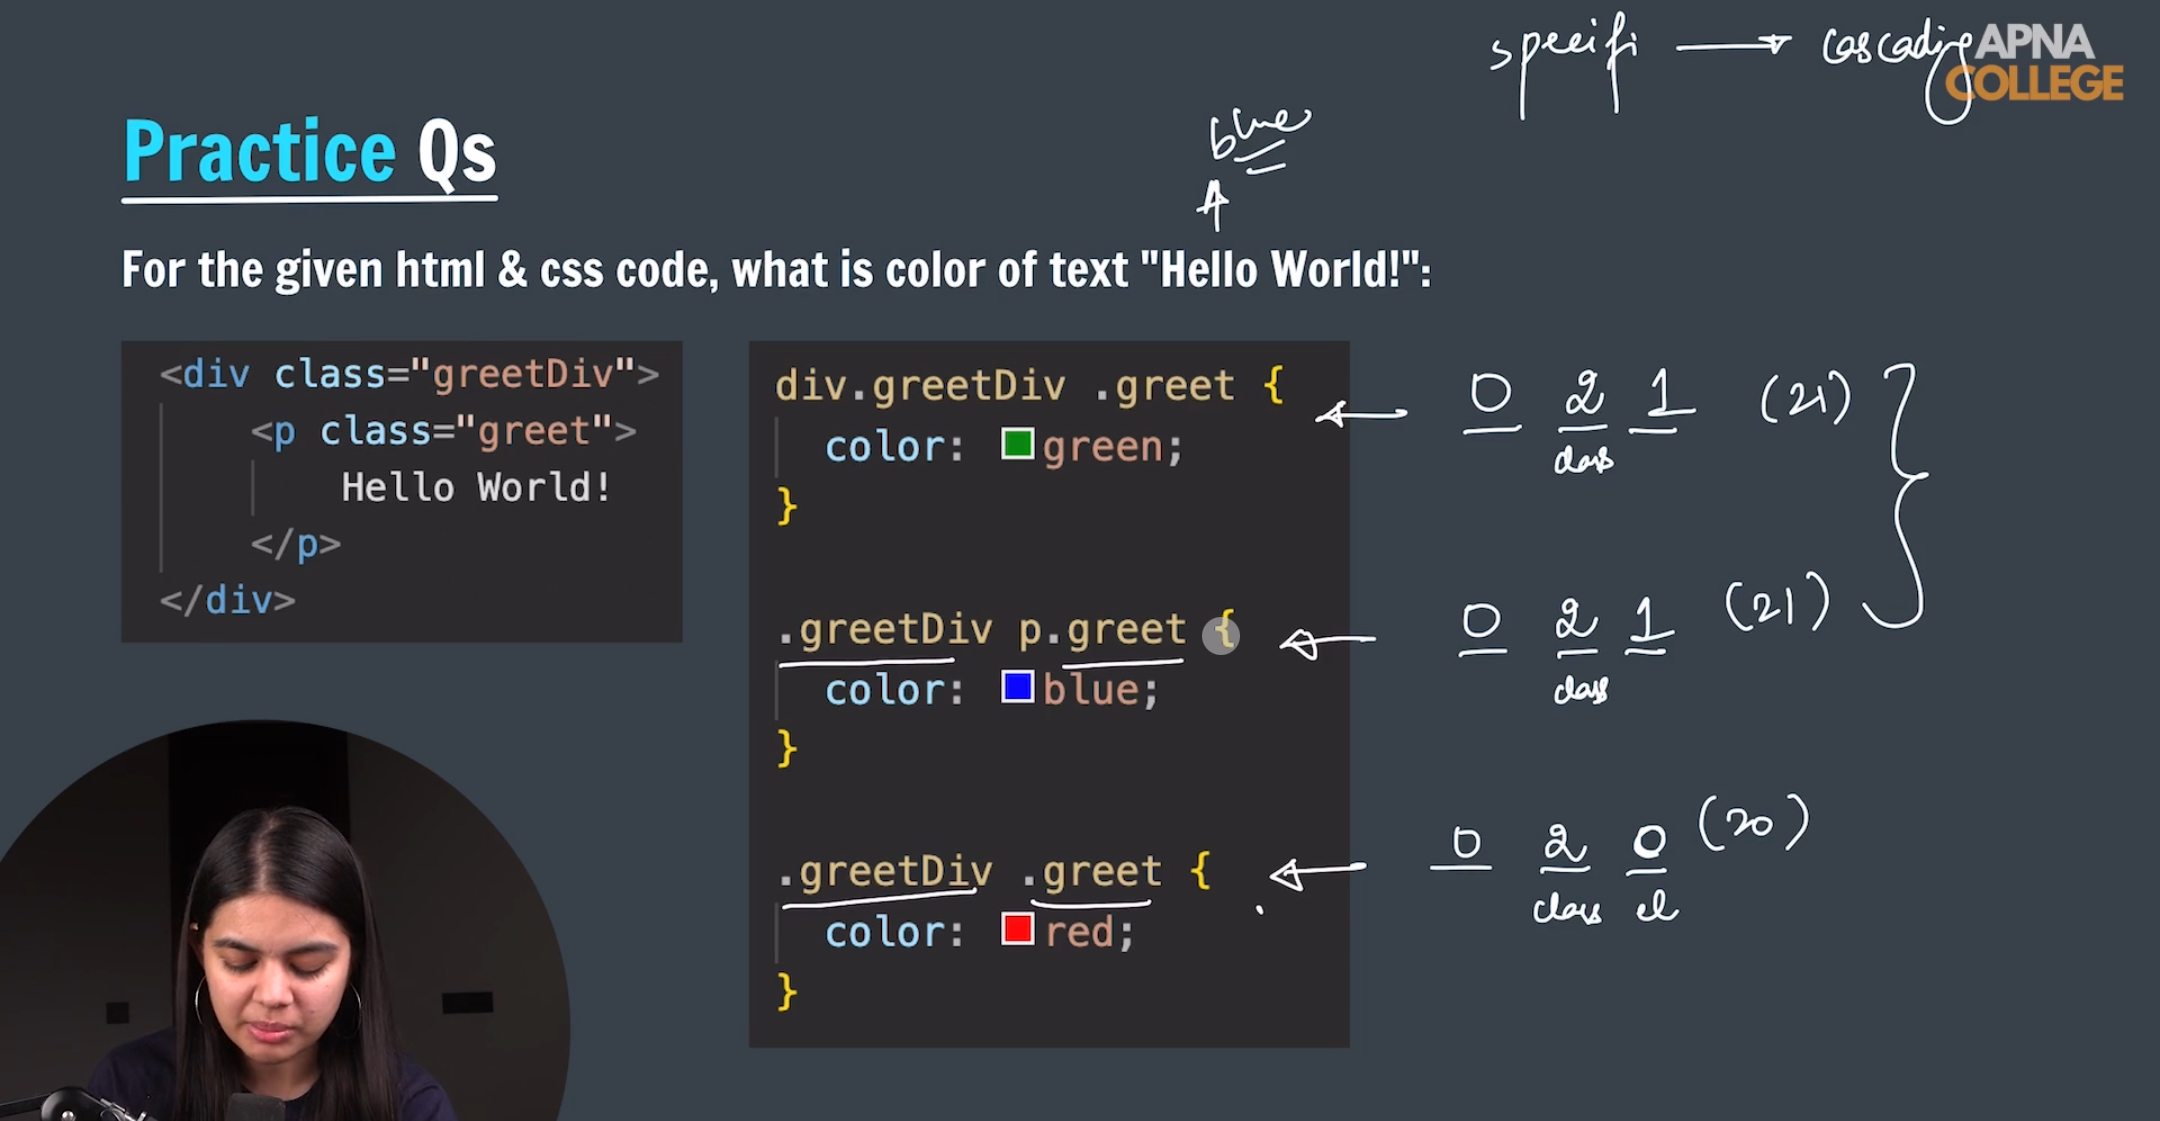 specifi → cascading
APNA
COLLEGE
blue
Practice Qs
For the given html & css code, what is color of text "Hello World!":
<div class="greetDiv">
<p class="greet">
Hello World!
</p>
</div>
div.greetDiv .greet {
color: green;
}
.greetDiv p.greet {
color: blue;
}
.greetDiv .greet {
color: red;
}
0 2 1 (21)
class
0 2 1 (21)
class
0 2 0 (20)
class el